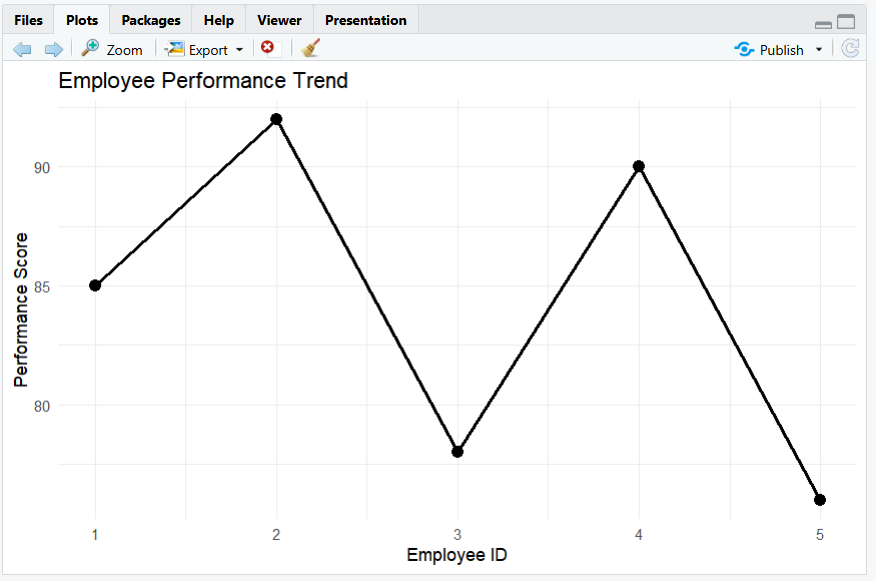 Files Plots Packages Help Viewer Presentation
Zoom Export Publish
Employee Performance Trend
90
85
80
Performance Score
1 2 3 4 5
Employee ID